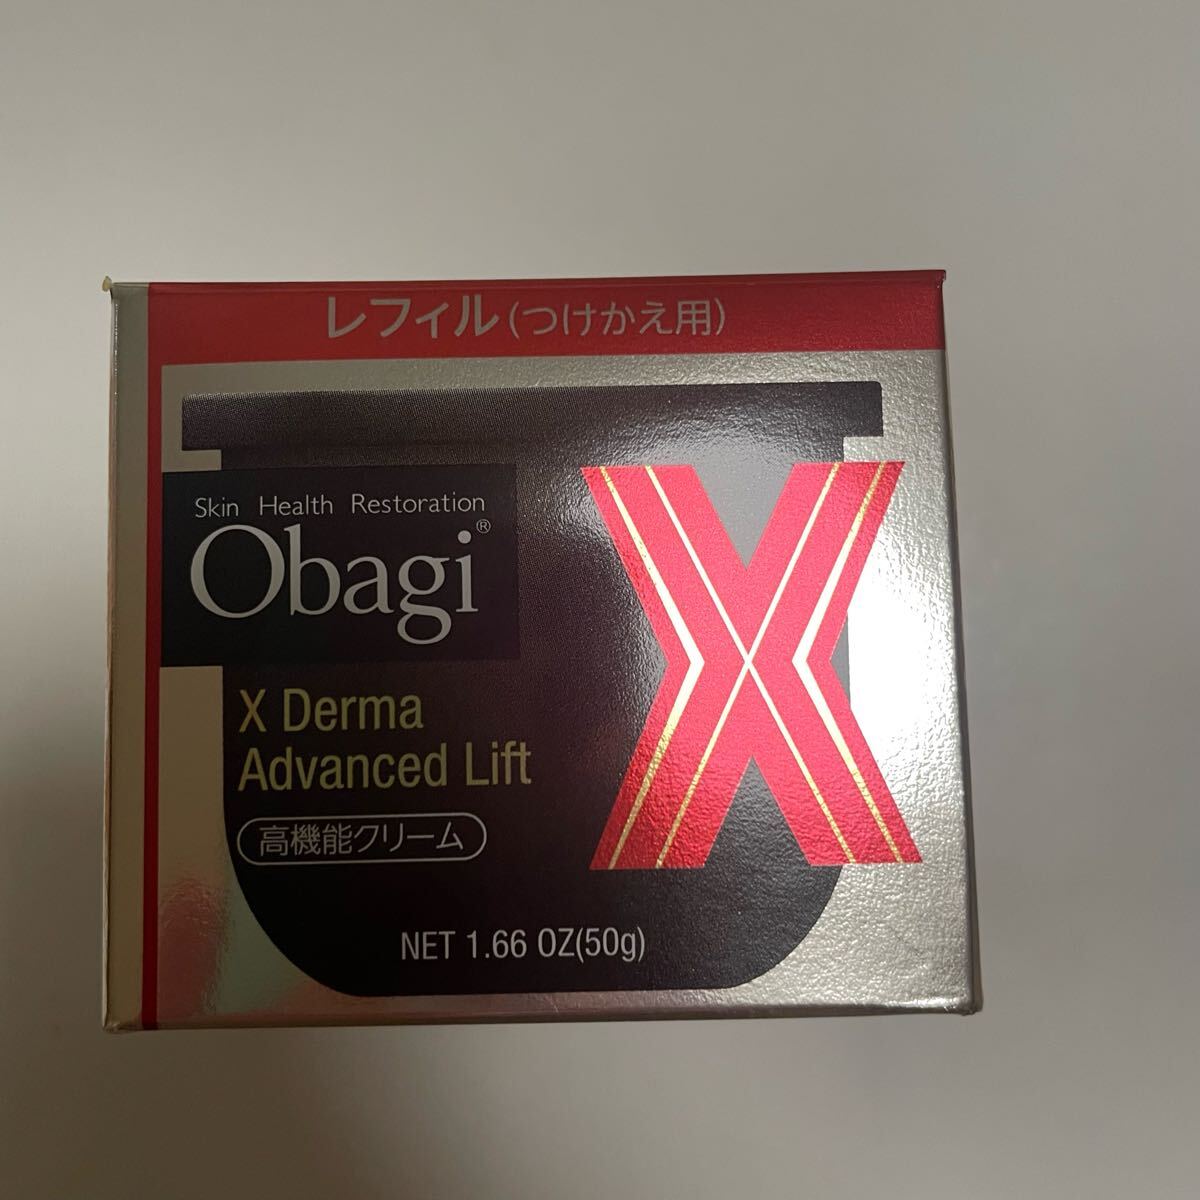 レフィル(つけかえ用)
Skin Health Restoration
Obagi®
X
X Derma
Advanced Lift
高機能クリーム
NET 1.66 OZ(50g)